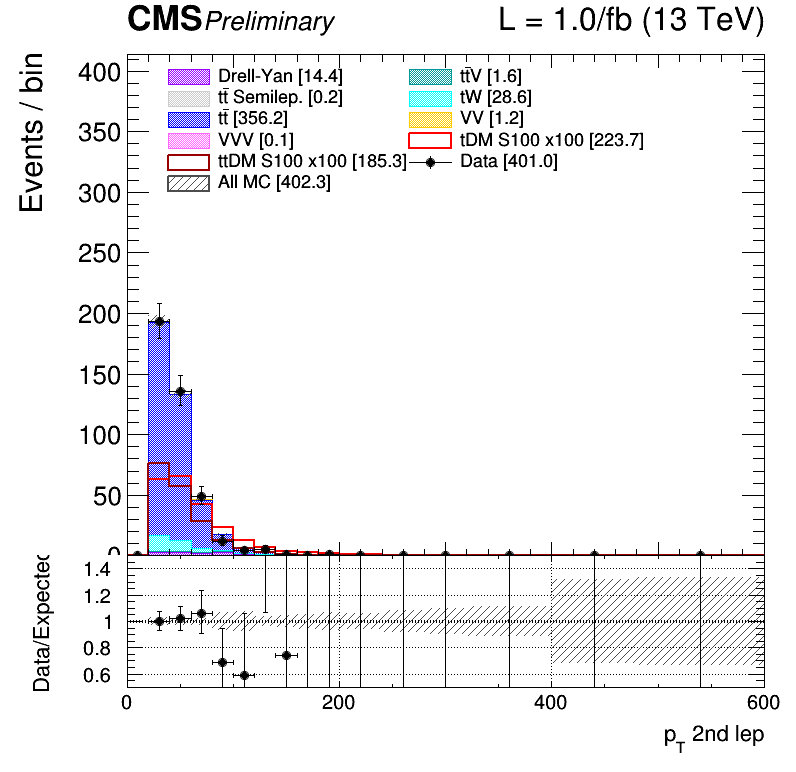 CMS Preliminary L = 1.0/fb (13 TeV)
Events / bin
400
350
300
250
200
150
100
50
0
Drell-Yan [14.4]
tt̄ Semilep. [0.2]
tt̄ [356.2]
VVV [0.1]
ttDM S100 x100 [185.3]
All MC [402.3]
tt̄V [1.6]
tW [28.6]
VV [1.2]
tDM S100 x100 [223.7]
Data [401.0]
Data/Expected
1.4
1.2
1
0.8
0.6
0 200 400 600
p_T 2nd lep